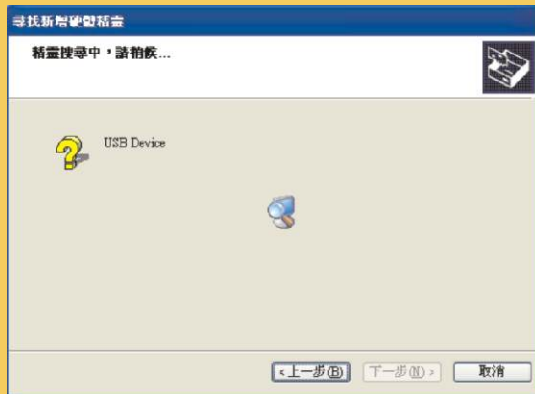 尋找新增硬體精靈
精靈搜尋中，請稍候...
USB Device
<上一步(B)
下一步(N)>
取消